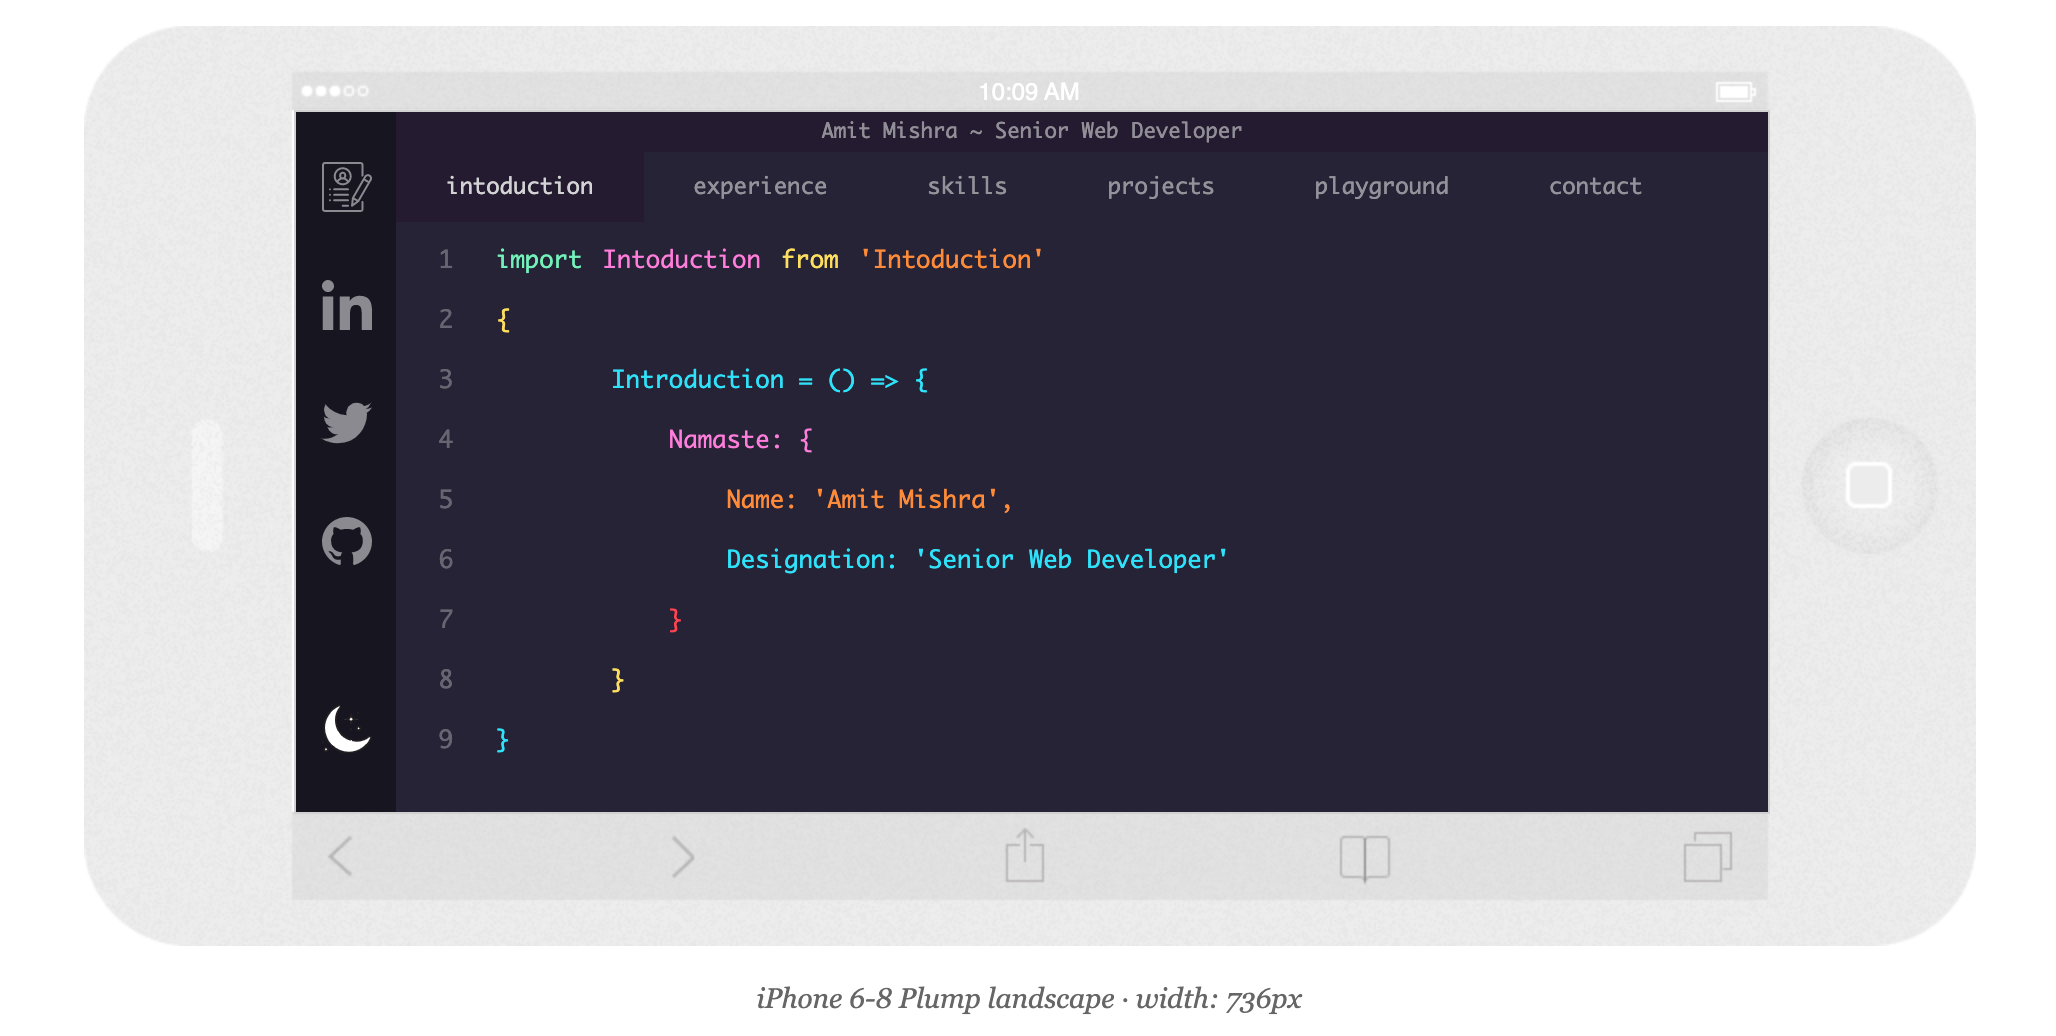 10:09 AM
Amit Mishra ~ Senior Web Developer
intoduction experience skills projects playground contact
1 import Intoduction from 'Intoduction'
2 {
3 Introduction = () => {
4 Namaste: {
5 Name: 'Amit Mishra',
6 Designation: 'Senior Web Developer'
7 }
8 }
9 }
in
iPhone 6-8 Plump landscape · width: 736px